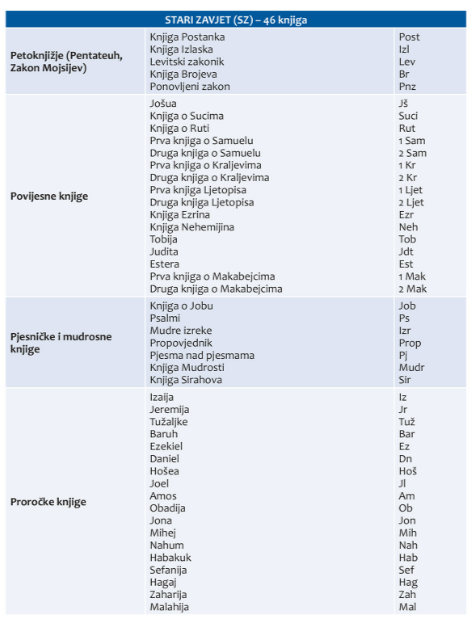 STARI ZAVJET (SZ) – 46 knjiga
Petoknjižje (Pentateuh,
Zakon Mojsijev)
Knjiga Postanka Post
Knjiga Izlaska Izl
Levitski zakonik Lev
Knjiga Brojeva Br
Ponovljeni zakon Pnz
Povijesne knjige
Jošua Jš
Knjiga o Sucima Suci
Knjiga o Ruti Rut
Prva knjiga o Samuelu 1 Sam
Druga knjiga o Samuelu 2 Sam
Prva knjiga o Kraljevima 1 Kr
Druga knjiga o Kraljevima 2 Kr
Prva knjiga Ljetopisa 1 Ljet
Druga knjiga Ljetopisa 2 Ljet
Knjiga Ezrina Ezr
Knjiga Nehemijina Neh
Tobija Tob
Judita Jdt
Estera Est
Prva knjiga o Makabejcima 1 Mak
Druga knjiga o Makabejcima 2 Mak
Pjesničke i mudrosne
knjige
Knjiga o Jobu Job
Psalmi Ps
Mudre izreke Izr
Propovjednik Prop
Pjesma nad pjesmama Pj
Knjiga Mudrosti Mudr
Knjiga Sirahova Sir
Proročke knjige
Izaija Iz
Jeremija Jr
Tužaljke Tuž
Baruh Bar
Ezekiel Ez
Daniel Dn
Hošea Hoš
Joel Jl
Amos Am
Obadija Ob
Jona Jon
Mihej Mih
Nahum Nah
Habakuk Hab
Sefanija Sef
Hagaj Hag
Zaharija Zah
Malahija Mal